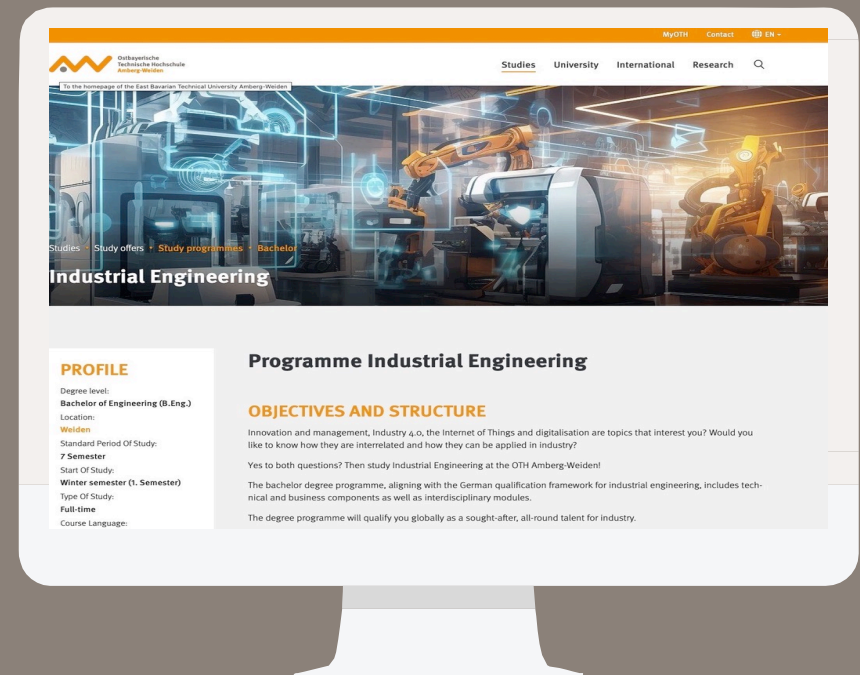 MyOTH Contact EN
Ostbayerische
Technische Hochschule
Amberg-Weiden
Studies University International Research
To the homepage of the East Bavarian Technical University Amberg-Weiden
Studies • Study offers • Study programmes • Bachelor
Industrial Engineering
PROFILE
Degree level:
Bachelor of Engineering (B.Eng.)
Location:
Weiden
Standard Period Of Study:
7 Semester
Start Of Study:
Winter semester (1. Semester)
Type Of Study:
Full-time
Course Language:
Programme Industrial Engineering
OBJECTIVES AND STRUCTURE
Innovation and management, Industry 4.0, the Internet of Things and digitalisation are topics that interest you? Would you
like to know how they are interrelated and how they can be applied in industry?
Yes to both questions? Then study Industrial Engineering at the OTH Amberg-Weiden!
The bachelor degree programme, aligning with the German qualification framework for industrial engineering, includes tech-
nical and business components as well as interdisciplinary modules.
The degree programme will qualify you globally as a sought-after, all-round talent for industry.